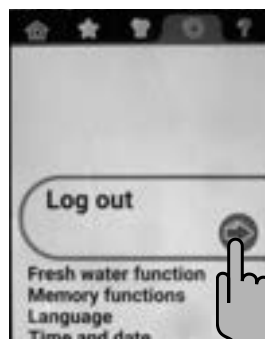 ?
Log out
Fresh water function
Memory functions
Language
Time and date